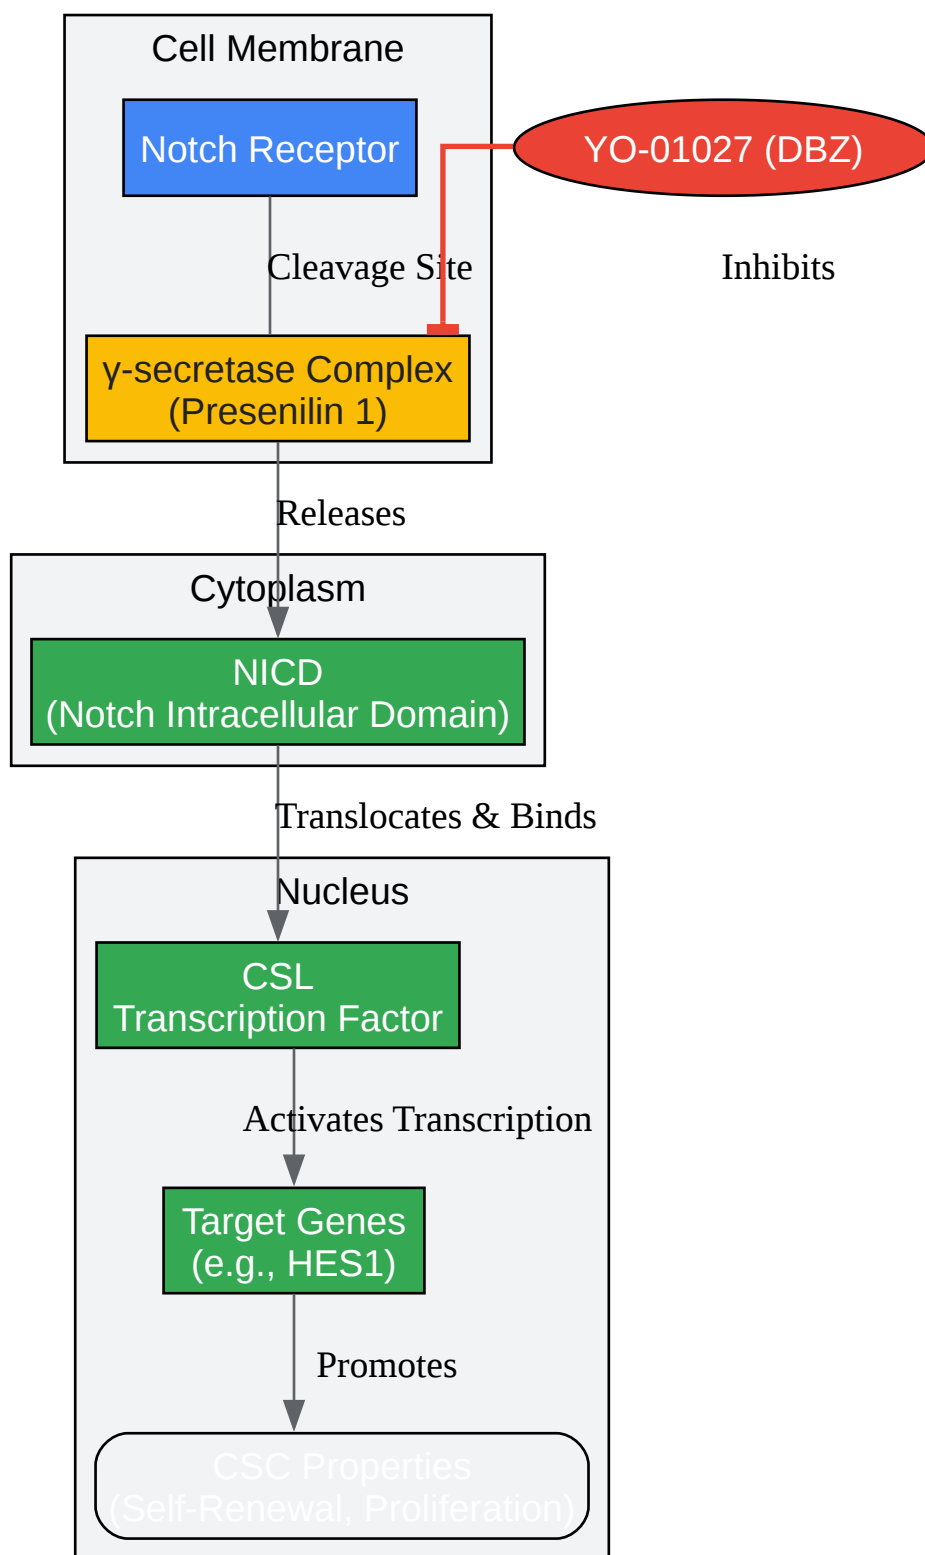 Cell Membrane
Notch Receptor
YO-01027 (DBZ)
Cleavage Site
Inhibits
γ-secretase Complex
(Presenilin 1)
Releases
Cytoplasm
NICD
(Notch Intracellular Domain)
Translocates & Binds
Nucleus
CSL
Transcription Factor
Activates Transcription
Target Genes
(e.g., HES1)
Promotes
CSC Properties
(Self-Renewal, Proliferation)